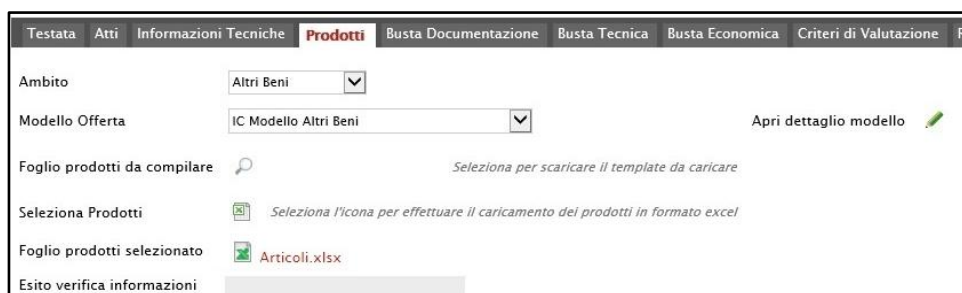 Testata Atti Informazioni Tecniche Prodotti Busta Documentazione Busta Tecnica Busta Economica Criteri di Valutazione
Ambito Altri Beni
Modello Offerta IC Modello Altri Beni Apri dettaglio modello
Foglio prodotti da compilare Seleziona per scaricare il template da caricare
Seleziona Prodotti Seleziona l'icona per effettuare il caricamento dei prodotti in formato excel
Foglio prodotti selezionato Articoli.xlsx
Esito verifica informazioni